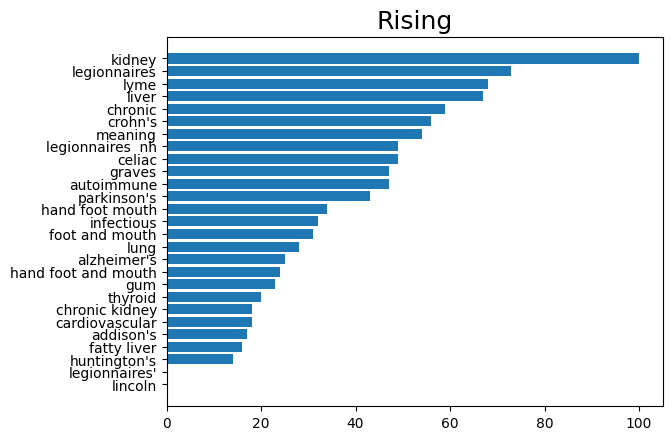 Rising
kidney
legionnaires
lyme
liver
chronic
crohn's
meaning
legionnaires  nh
celiac
graves
autoimmune
parkinson's
hand foot mouth
infectious
foot and mouth
lung
alzheimer's
hand foot and mouth
gum
thyroid
chronic kidney
cardiovascular
addison's
fatty liver
huntington's
legionnaires'
lincoln
0 20 40 60 80 100